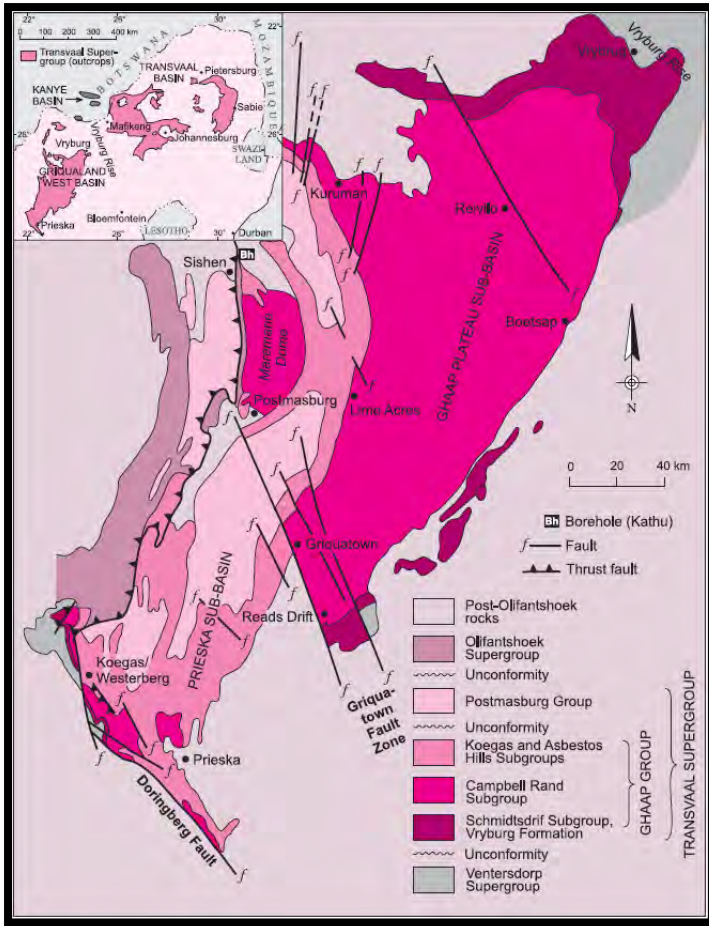 22°
26°
30°
0 100 200 300 400 km
22°
Transvaal Super-
group (outcrops)
BOTSWANA
MOZAMBIQUE
TRANSVAAL
BASIN
Pietersburg
KANYE
BASIN
Sabie
Mafikeng
Johannesburg
26°
26°
Vryburg
Vryburg Rise
SWAZI
LAND
GRIQUALAND
WEST BASIN
Prieska
Bloemfontein
LESOTHO
Durban
22°
26°
30°
Vryburg
Vryburg Rise
f
f
f f
f
f
f
Kuruman
Reivilo
f
f
f
Sishen
Bh
GHAAP PLATEAU SUB-BASIN
f
f
Boetsap
Maremane
Dome
f
Postmasburg
Lime Acres
N
f
f
0 20 40 km
f
Bh Borehole (Kathu)
f
Griquatown
f Fault
Thrust fault
PRIESKA SUB-BASIN
f
f
Reads Drift
f
Koegas/
Westerberg
f
f
f
Griqua-
town
Fault
Zone
f
f
Prieska
Doringberg Fault
f
Post-Olifantshoek
rocks
Olifantshoek
Supergroup
Unconformity
Postmasburg Group
Unconformity
Koegas and Asbestos
Hills Subgroups
Campbell Rand
Subgroup
Schmidtsdrif Subgroup,
Vryburg Formation
Unconformity
Ventersdorp
Supergroup
GHAAP GROUP
TRANSVAAL SUPERGROUP